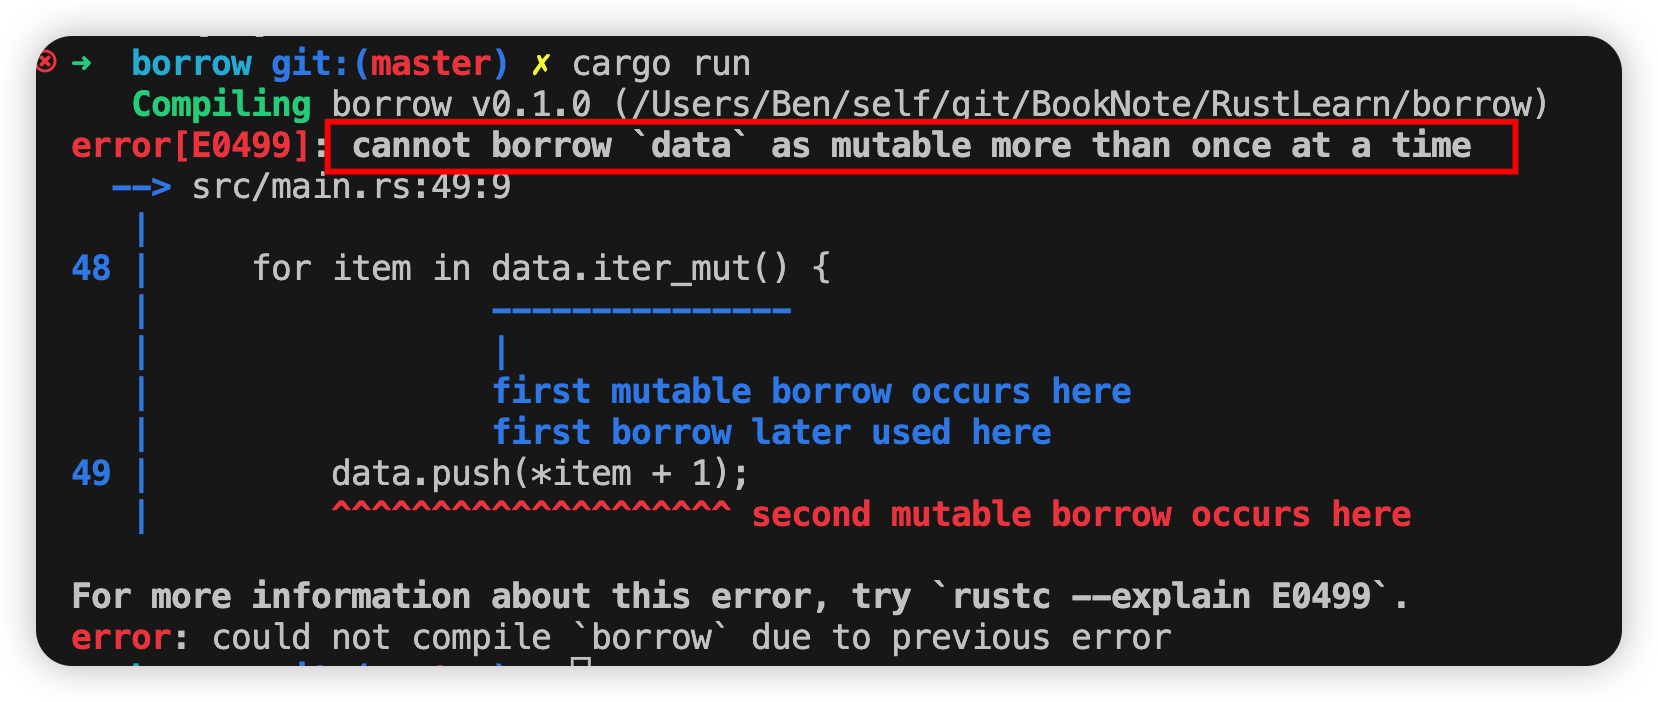 ➜ borrow git:(master) ✗ cargo run
Compiling borrow v0.1.0 (/Users/Ben/self/git/BookNote/RustLearn/borrow)
error[E0499]: cannot borrow `data` as mutable more than once at a time
--> src/main.rs:49:9
|
48 | for item in data.iter_mut() {
| ---------------
| |
| first mutable borrow occurs here
| first borrow later used here
49 | data.push(*item + 1);
| ^^^^^^^^^^^^^^^^^^^^ second mutable borrow occurs here
For more information about this error, try `rustc --explain E0499`.
error: could not compile `borrow` due to previous error